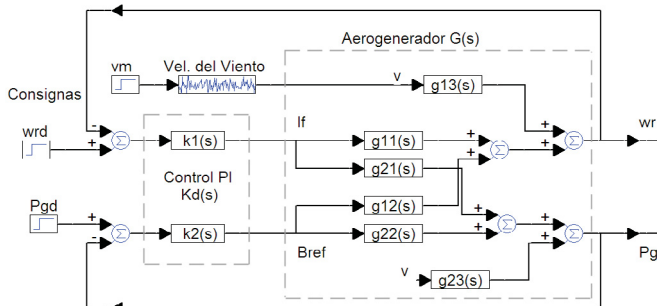 Aerogenerador G(s)
vm
Vel. del Viento
v
g13(s)
Consignas
wrd
-
+
Σ
k1(s)
If
g11(s)
+
+
Σ
+
+
Σ
wr
g21(s)
Control PI
Kd(s)
Pgd
+
-
Σ
k2(s)
Bref
g12(s)
g22(s)
+
+
Σ
+
+
Σ
Pg
v
g23(s)